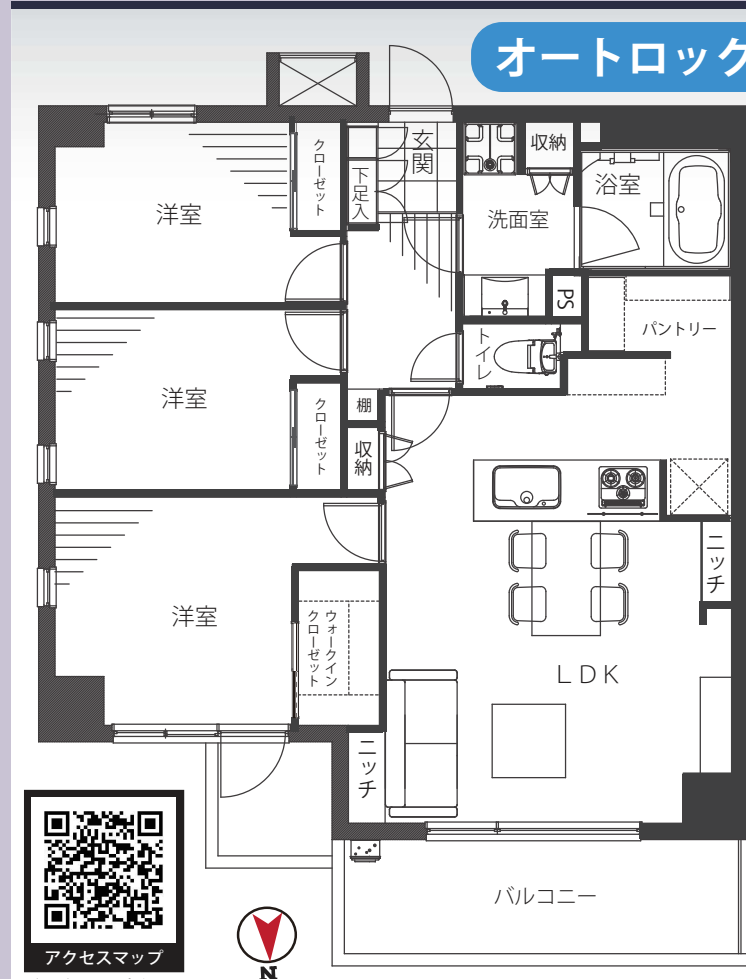 オートロック
クローゼット
下足入
玄関
収納
浴室
洋室
洗面室
PS
トイレ
パントリー
洋室
クローゼット
棚
収納
ニッチ
洋室
ウォークイン
クローゼット
LDK
ニッチ
バルコニー
アクセスマップ
N